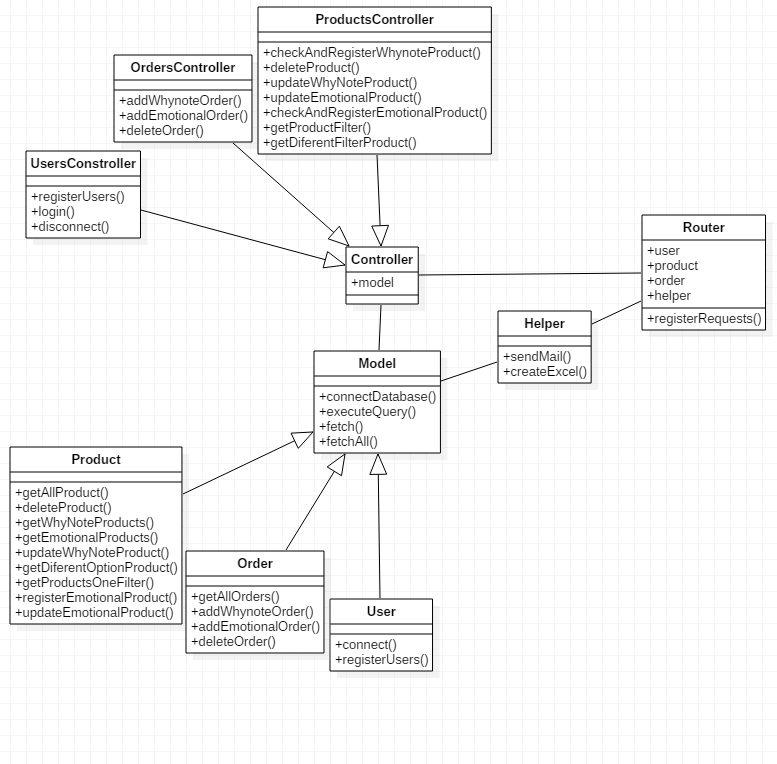 ProductsController
+checkAndRegisterWhynoteProduct()
+deleteProduct()
+updateWhyNoteProduct()
+updateEmotionalProduct()
+checkAndRegisterEmotionalProduct()
+getProductFilter()
+getDiferentFilterProduct()
OrdersController
+addWhynoteOrder()
+addEmotionalOrder()
+deleteOrder()
UsersConstroller
+registerUsers()
+login()
+disconnect()
Controller
+model
Router
+user
+product
+order
+helper
+registerRequests()
Helper
+sendMail()
+createExcel()
Model
+connectDatabase()
+executeQuery()
+fetch()
+fetchAll()
Product
+getAllProduct()
+deleteProduct()
+getWhyNoteProducts()
+getEmotionalProducts()
+updateWhyNoteProduct()
+getDiferentOptionProduct()
+getProductsOneFilter()
+registerEmotionalProduct()
+updateEmotionalProduct()
Order
+getAllOrders()
+addWhynoteOrder()
+addEmotionalOrder()
+deleteOrder()
User
+connect()
+registerUsers()